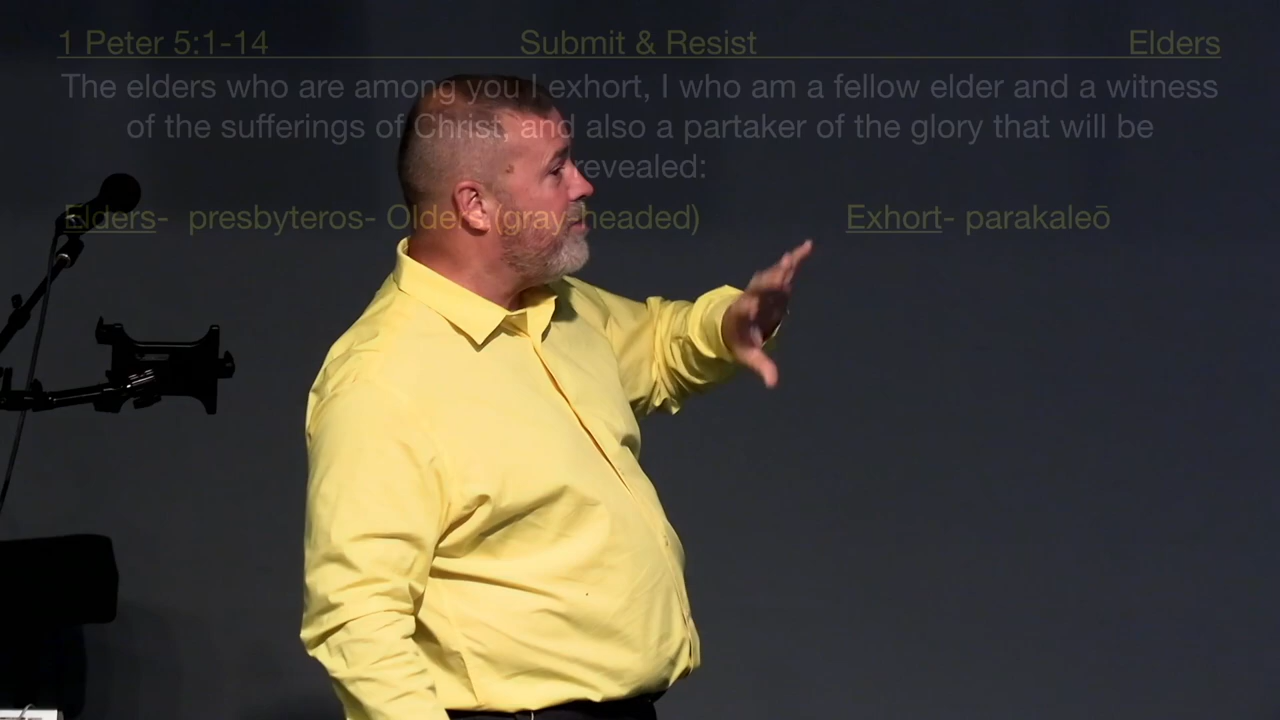 1 Peter 5:1-14 Submit & Resist Elders
The elders who are among you I exhort, I who am a fellow elder and a witness
of the sufferings of Christ, and also a partaker of the glory that will be
revealed:
Elders- presbyteros- Older (gray headed) Exhort- parakaleō